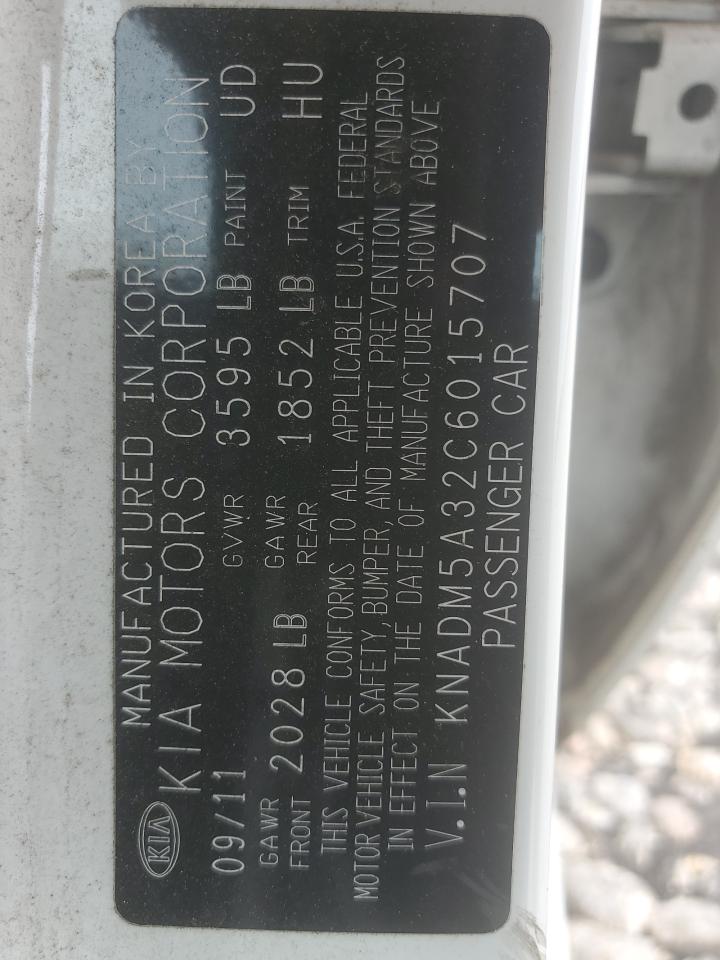 KIA
MANUFACTURED IN KOREA BY
KIA MOTORS CORPORATION
09/11 GVWR 3595 LB PAINT UD
GAWR FRONT 2028 LB GAWR REAR 1852 LB TRIM HU
THIS VEHICLE CONFORMS TO ALL APPLICABLE U.S.A. FEDERAL
MOTOR VEHICLE SAFETY, BUMPER, AND THEFT PREVENTION STANDARDS
IN EFFECT ON THE DATE OF MANUFACTURE SHOWN ABOVE
V.I.N KNADM5A32C6015707
PASSENGER CAR